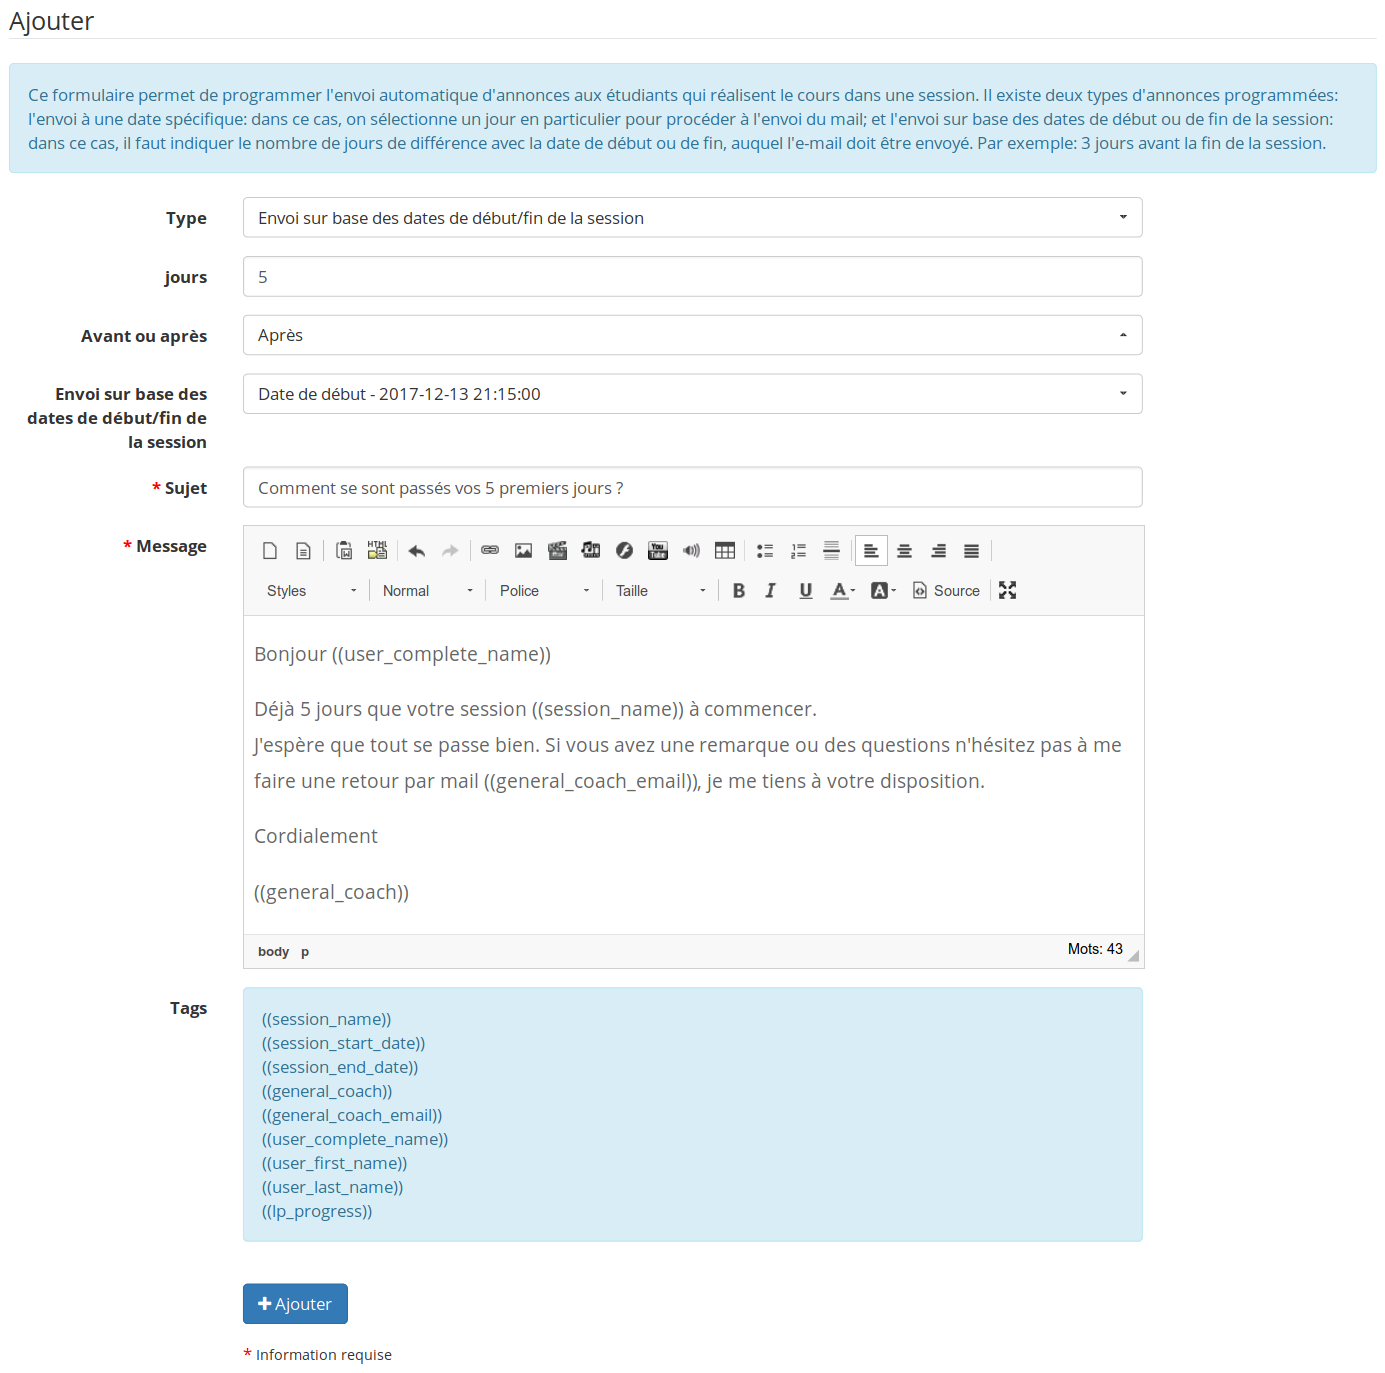 Ajouter
Ce formulaire permet de programmer l'envoi automatique d'annonces aux étudiants qui réalisent le cours dans une session. Il existe deux types d'annonces programmées:
l'envoi à une date spécifique: dans ce cas, on sélectionne un jour en particulier pour procéder à l'envoi du mail; et l'envoi sur base des dates de début ou de fin de la session:
dans ce cas, il faut indiquer le nombre de jours de différence avec la date de début ou de fin, auquel l'e-mail doit être envoyé. Par exemple: 3 jours avant la fin de la session.
Type
Envoi sur base des dates de début/fin de la session
jours
5
Avant ou après
Après
Envoi sur base des
dates de début/fin de
la session
Date de début - 2017-12-13 21:15:00
* Sujet
Comment se sont passés vos 5 premiers jours ?
* Message
HTML
You
Tube
Styles
Normal
Police
Taille
B I U A A Source
Bonjour ((user_complete_name))
Déjà 5 jours que votre session ((session_name)) à commencer.
J'espère que tout se passe bien. Si vous avez une remarque ou des questions n'hésitez pas à me
faire une retour par mail ((general_coach_email)), je me tiens à votre disposition.
Cordialement
((general_coach))
body p
Mots: 43
Tags
((session_name))
((session_start_date))
((session_end_date))
((general_coach))
((general_coach_email))
((user_complete_name))
((user_first_name))
((user_last_name))
((lp_progress))
Ajouter
* Information requise